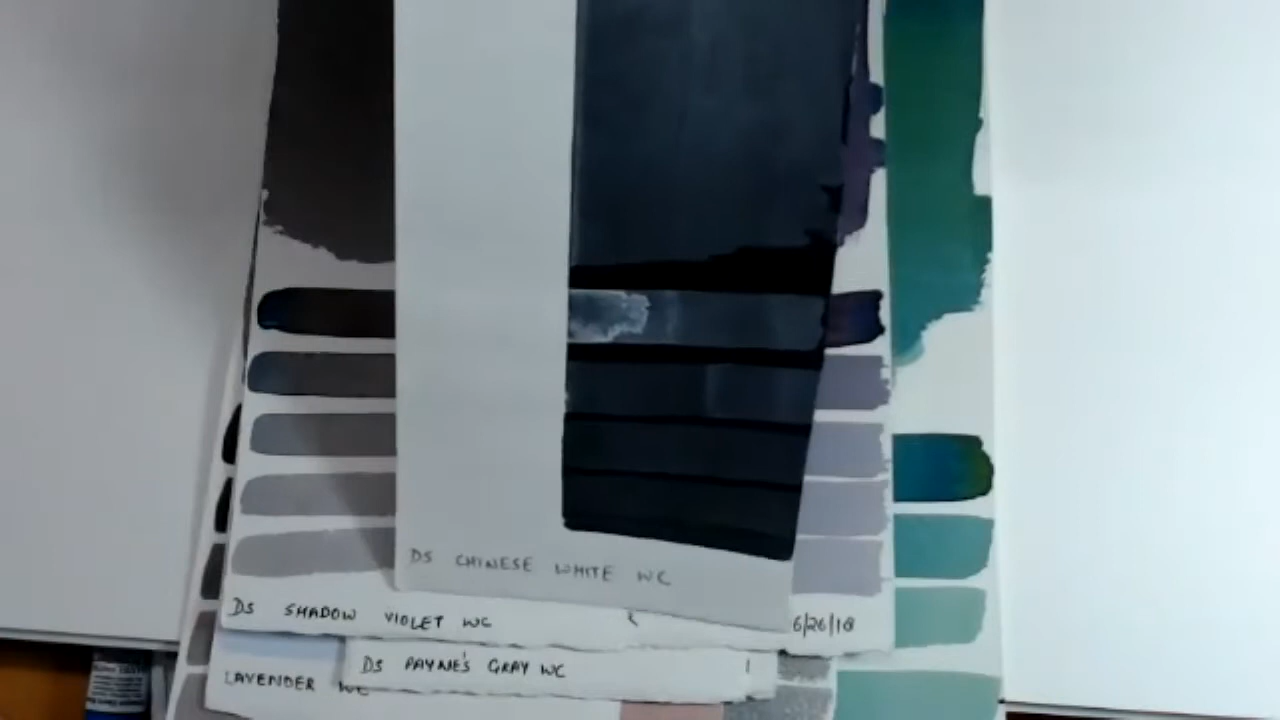 DS CHINESE WHITE WC
DS SHADOW VIOLET WC
6/26/18
DS PAYNE'S GRAY WC
LAVENDER WC